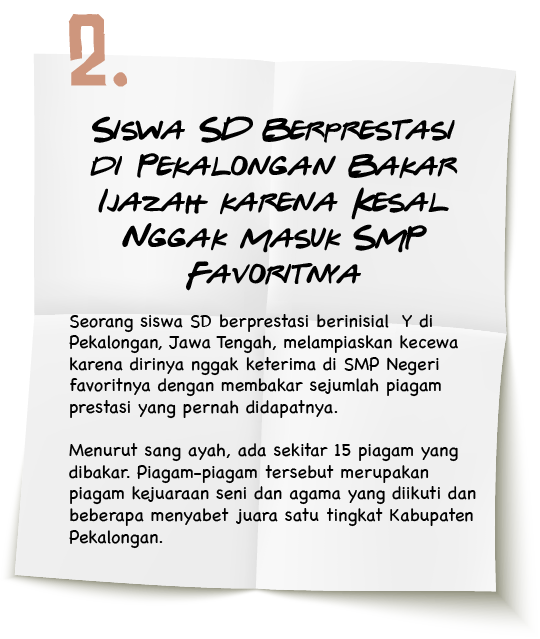 2.
Siswa SD Berprestasi
di Pekalongan Bakar
Ijazah karena Kesal
Nggak Masuk SMP
Favoritnya
Seorang siswa SD berprestasi berinisial  Y di
Pekalongan, Jawa Tengah, melampiaskan kecewa
karena dirinya nggak keterima di SMP Negeri
favoritnya dengan membakar sejumlah piagam
prestasi yang pernah didapatnya.
Menurut sang ayah, ada sekitar 15 piagam yang
dibakar. Piagam-piagam tersebut merupakan
piagam kejuaraan seni dan agama yang diikuti dan
beberapa menyabet juara satu tingkat Kabupaten
Pekalongan.